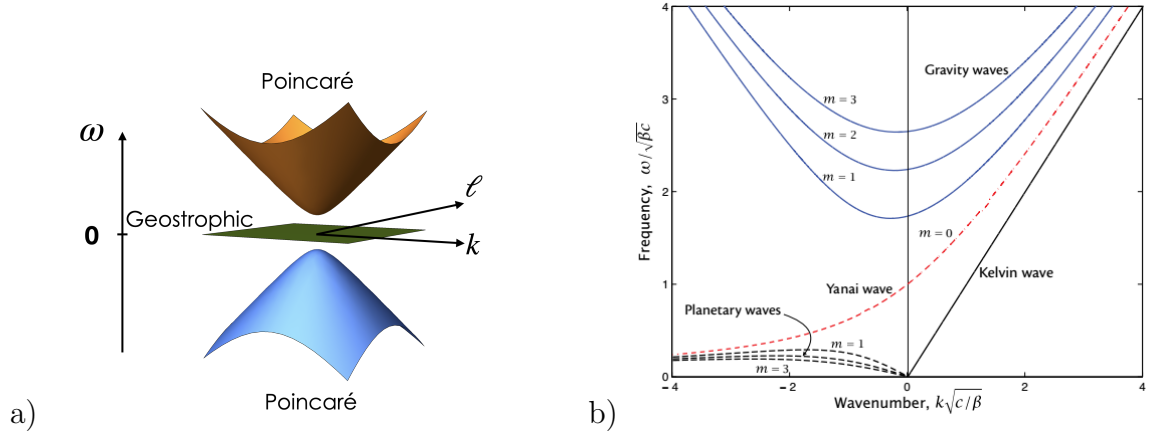 Poincaré
ω
Geostrophic
0
ℓ
k
Poincaré
a)
4
3
2
1
0
Frequency, ω/√βc
Gravity waves
m = 3
m = 2
m = 1
m = 0
Kelvin wave
Yanai wave
Planetary waves
m = 1
m = 3
−4
−2
0
2
4
Wavenumber, k√c/β
b)